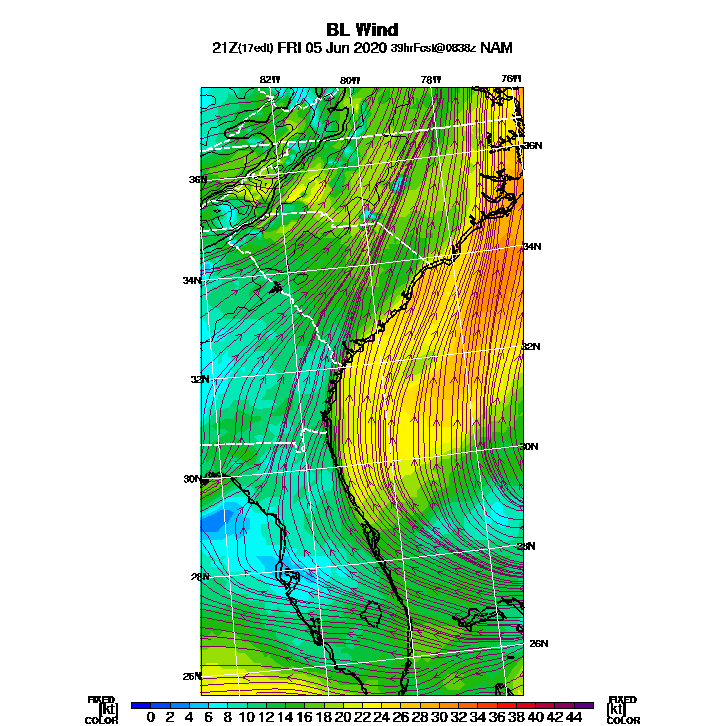 BL Wind
21Z(17edt) FRI 05 Jun 2020 39hrFcst@0838z NAM
82W 80W 78W 76W
36N
36N
34N
34N
32N
32N
30N
30N
28N
28N
26N
26N
FIXED FIXED
[kt] 0 2 4 6 8 10 12 14 16 18 20 22 24 26 28 30 32 34 36 38 40 42 44 [kt]
COLOR COLOR